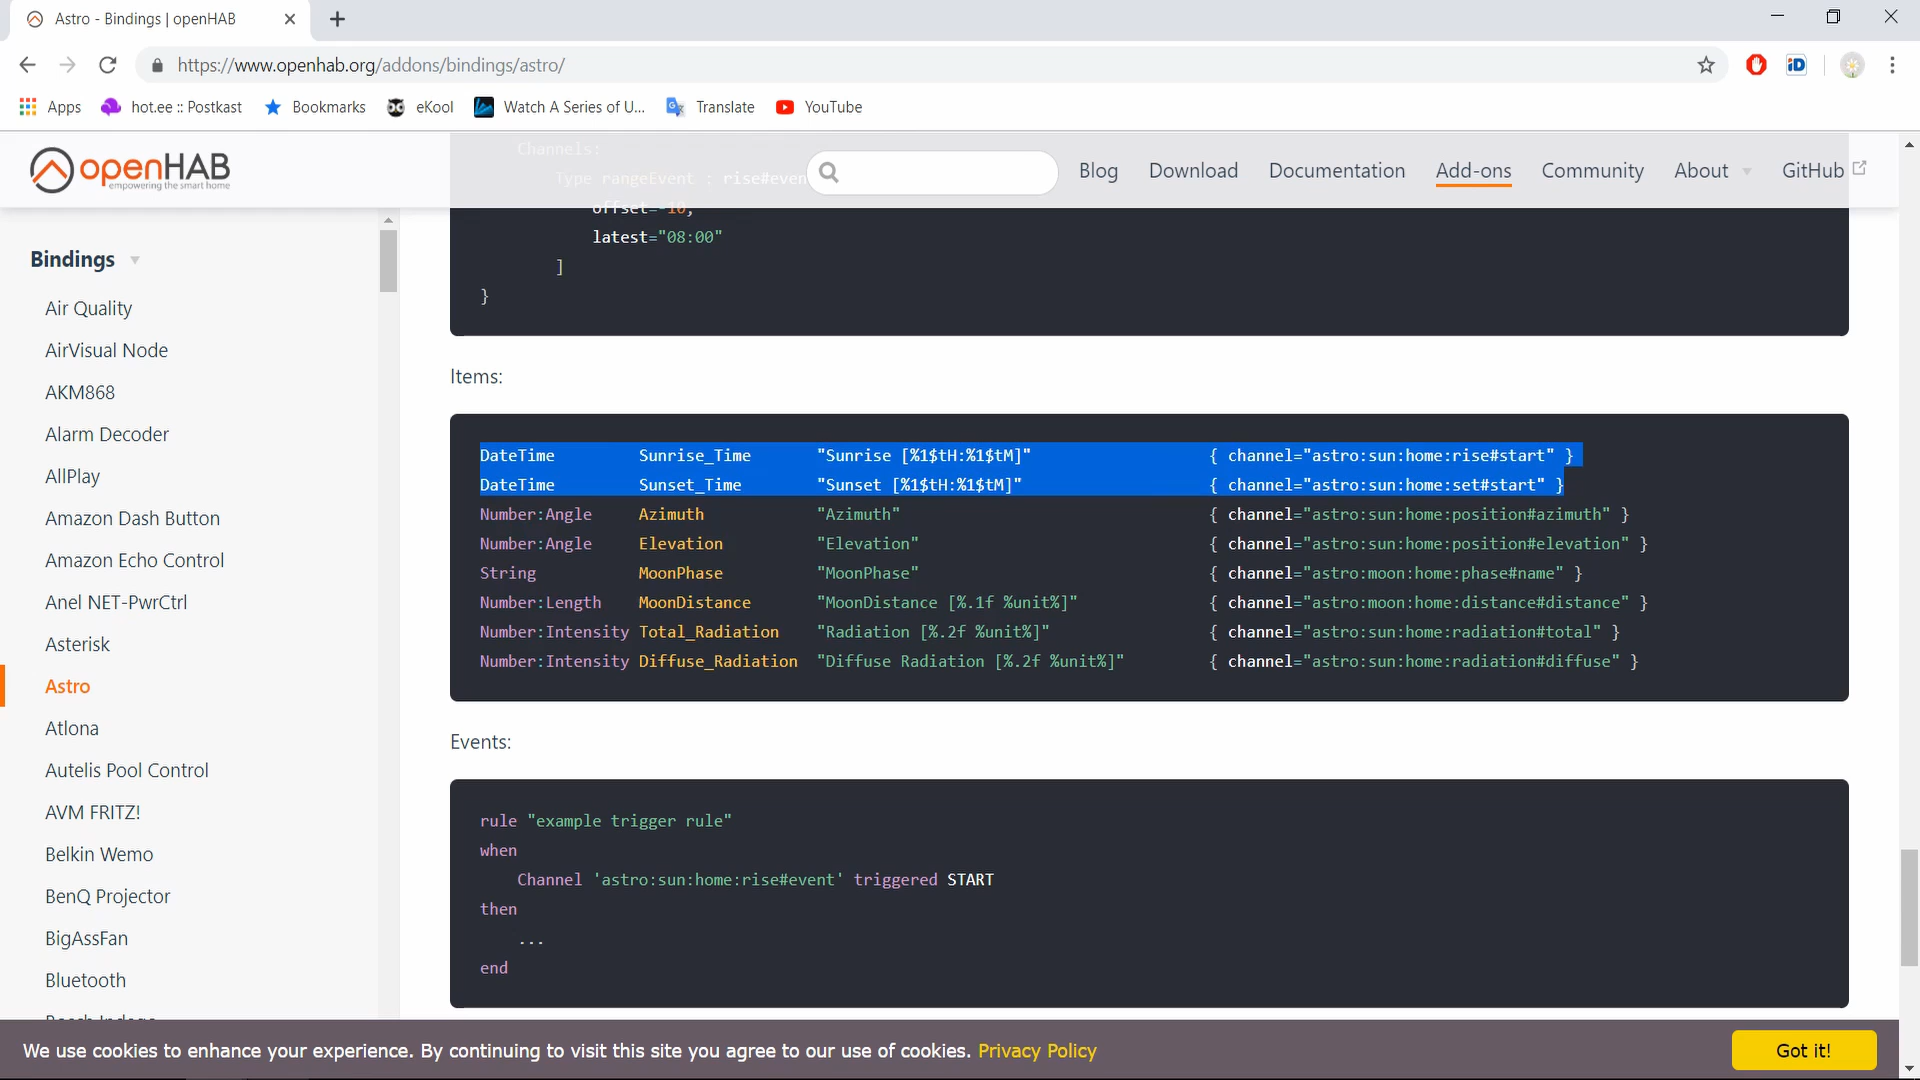 Astro - Bindings | openHAB
https://www.openhab.org/addons/bindings/astro/
iD
Apps
hot.ee :: Postkast
Bookmarks
eKool
Watch A Series of U...
Translate
YouTube
openHAB
empowering the smart home
Blog
Download
Documentation
Add-ons
Community
About
GitHub
Bindings
Air Quality
AirVisual Node
AKM868
Alarm Decoder
AllPlay
Amazon Dash Button
Amazon Echo Control
Anel NET-PwrCtrl
Asterisk
Astro
Atlona
Autelis Pool Control
AVM FRITZ!
Belkin Wemo
BenQ Projector
BigAssFan
Bluetooth
Channels:
Type rangeEvent : rise#even
offset=-10,
latest="08:00"
]
}
Items:
DateTime Sunrise_Time "Sunrise [%1$tH:%1$tM]" { channel="astro:sun:home:rise#start" }
DateTime Sunset_Time "Sunset [%1$tH:%1$tM]" { channel="astro:sun:home:set#start" }
Number:Angle Azimuth "Azimuth" { channel="astro:sun:home:position#azimuth" }
Number:Angle Elevation "Elevation" { channel="astro:sun:home:position#elevation" }
String MoonPhase "MoonPhase" { channel="astro:moon:home:phase#name" }
Number:Length MoonDistance "MoonDistance [%.1f %unit%]" { channel="astro:moon:home:distance#distance" }
Number:Intensity Total_Radiation "Radiation [%.2f %unit%]" { channel="astro:sun:home:radiation#total" }
Number:Intensity Diffuse_Radiation "Diffuse Radiation [%.2f %unit%]" { channel="astro:sun:home:radiation#diffuse" }
Events:
rule "example trigger rule"
when
Channel 'astro:sun:home:rise#event' triggered START
then
...
end
We use cookies to enhance your experience. By continuing to visit this site you agree to our use of cookies. Privacy Policy
Got it!